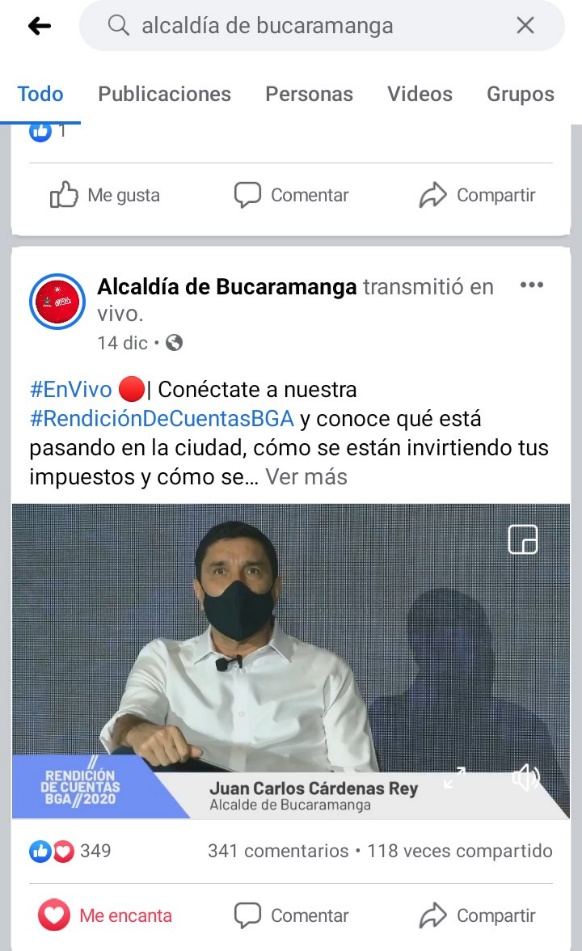 alcaldía de bucaramanga
Todo Publicaciones Personas Videos Grupos
1
Me gusta Comentar Compartir
Alcaldía de Bucaramanga transmitió en
vivo.
14 dic •
#EnVivo 🔴| Conéctate a nuestra
#RendiciónDeCuentasBGA y conoce qué está
pasando en la ciudad, cómo se están invirtiendo tus
impuestos y cómo se... Ver más
//
RENDICIÓN
DE CUENTAS
BGA//2020
Juan Carlos Cárdenas Rey
Alcalde de Bucaramanga
349 341 comentarios • 118 veces compartido
Me encanta Comentar Compartir